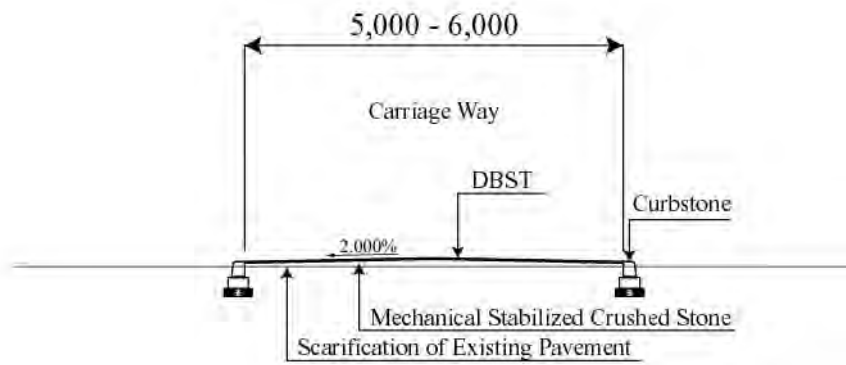 5,000 - 6,000
Carriage Way
DBST
Curbstone
2.000%
Mechanical Stabilized Crushed Stone
Scarification of Existing Pavement